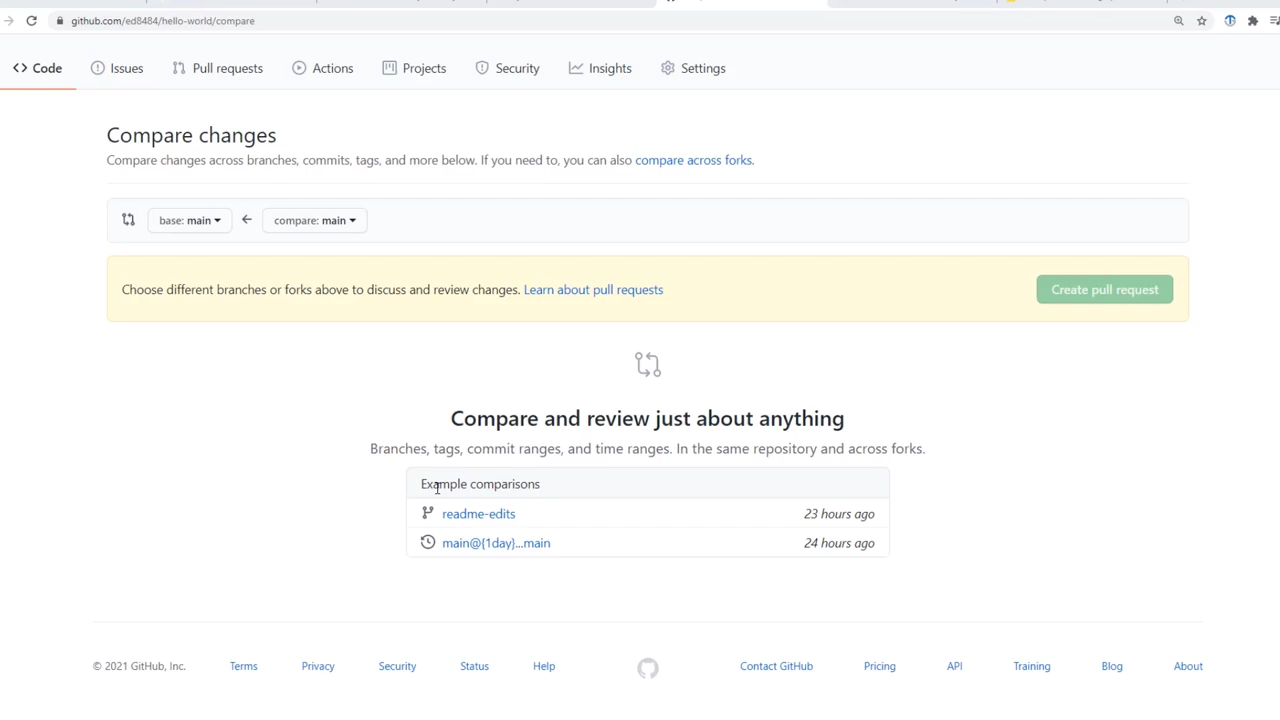 github.com/ed8484/hello-world/compare
Code Issues Pull requests Actions Projects Security Insights Settings
Compare changes
Compare changes across branches, commits, tags, and more below. If you need to, you can also compare across forks.
base: main compare: main
Choose different branches or forks above to discuss and review changes. Learn about pull requests Create pull request
Compare and review just about anything
Branches, tags, commit ranges, and time ranges. In the same repository and across forks.
Example comparisons
readme-edits 23 hours ago
main@{1day}...main 24 hours ago
© 2021 GitHub, Inc. Terms Privacy Security Status Help Contact GitHub Pricing API Training Blog About